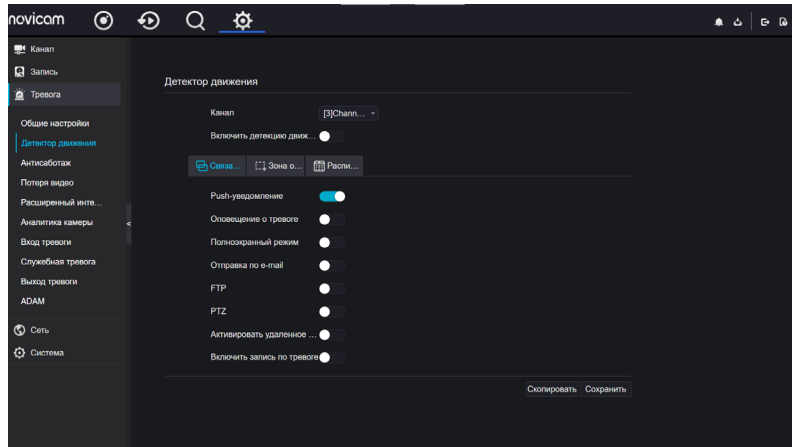 novicam
Канал
Запись
Тревога
Общие настройки
Детектор движения
Антисаботаж
Потеря видео
Расширенный инте...
Аналитика камеры
Вход тревоги
Служебная тревога
Выход тревоги
ADAM
Сеть
Система
Детектор движения
Канал [3]Chann...
Включить детекцию движ...
Связа... Зона о... Распи...
Push-уведомление
Оповещение о тревоге
Полноэкранный режим
Отправка по e-mail
FTP
PTZ
Активировать удаленное ...
Включить запись по тревоге
Скопировать Сохранить